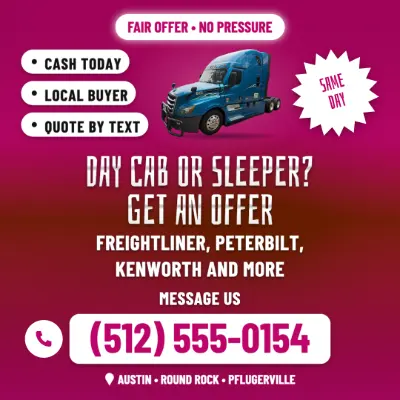 FAIR OFFER • NO PRESSURE
• CASH TODAY
• LOCAL BUYER
• QUOTE BY TEXT
SAME
DAY
DAY CAB OR SLEEPER?
GET AN OFFER
FREIGHTLINER, PETERBILT,
KENWORTH AND MORE
MESSAGE US
(512) 555-0154
AUSTIN • ROUND ROCK • PFLUGERVILLE